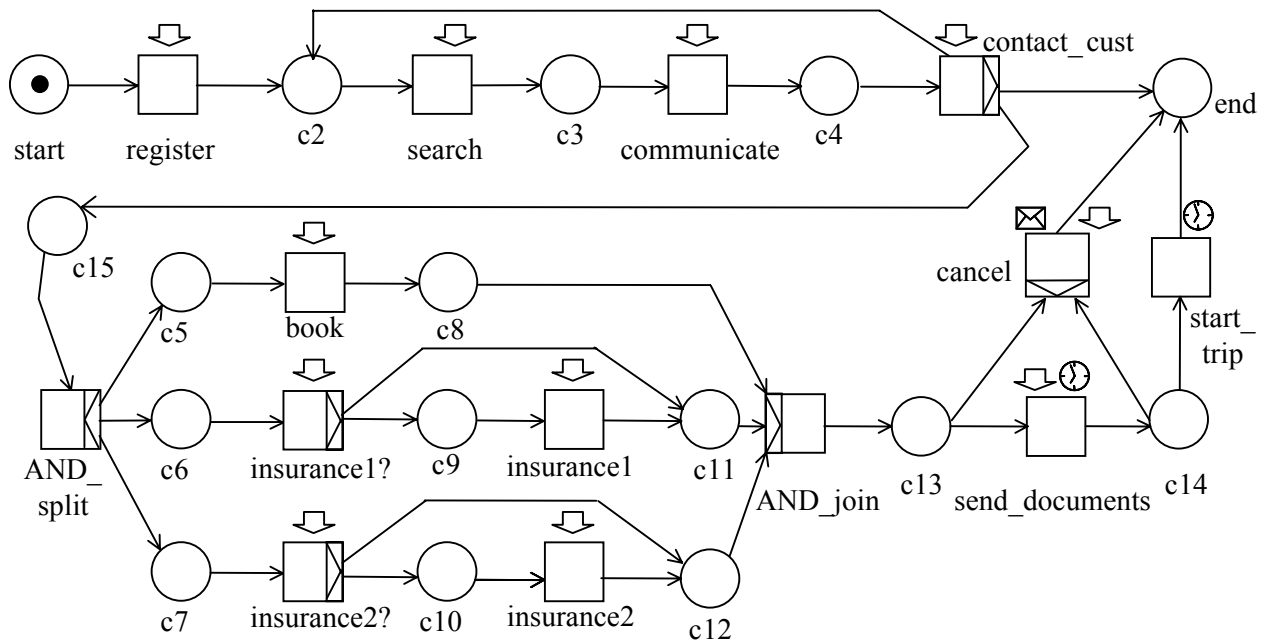 contact_cust
end
start
register
c2
search
c3
communicate
c4
c15
c5
book
c8
cancel
start_
trip
AND_
split
c6
insurance1?
c9
insurance1
c11
AND_join
c13
send_documents
c14
c7
insurance2?
c10
insurance2
c12